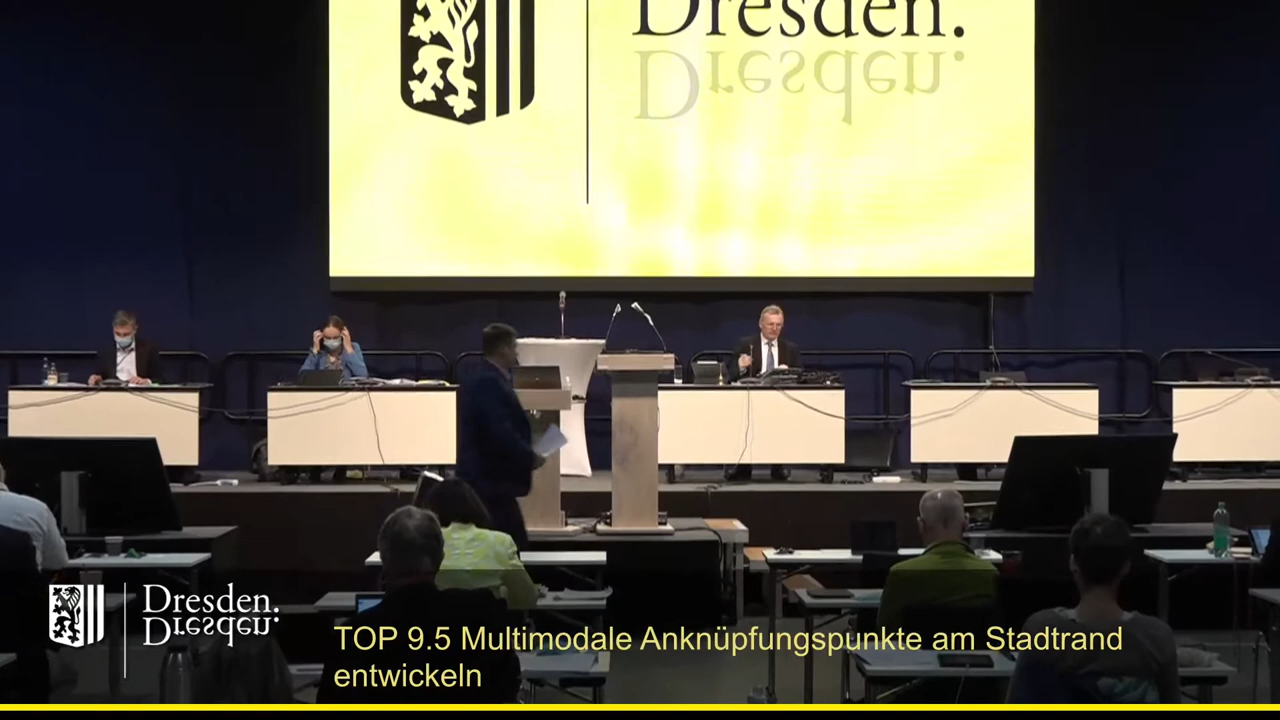 Dresden.
Dresden.
Dresden.
Dresden.
TOP 9.5 Multimodale Anknüpfungspunkte am Stadtrand
entwickeln